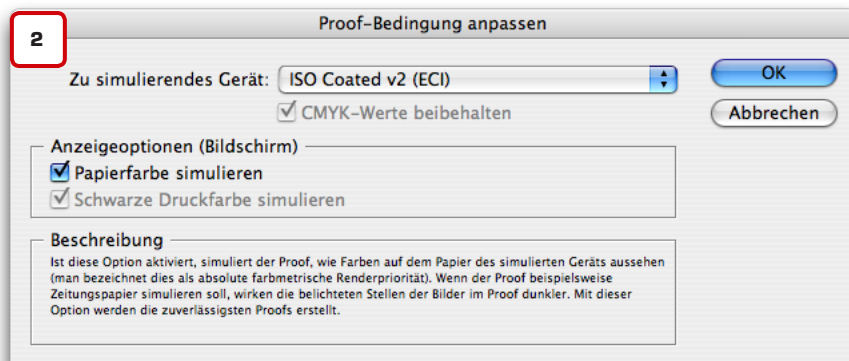 Proof-Bedingung anpassen
2
Zu simulierendes Gerät: ISO Coated v2 (ECI)
OK
CMYK-Werte beibehalten
Abbrechen
Anzeigeoptionen (Bildschirm)
Papierfarbe simulieren
Schwarze Druckfarbe simulieren
Beschreibung
Ist diese Option aktiviert, simuliert der Proof, wie Farben auf dem Papier des simulierten Geräts aussehen
(man bezeichnet dies als absolute farbmetrische Renderpriorität). Wenn der Proof beispielsweise
Zeitungspapier simulieren soll, wirken die belichteten Stellen der Bilder im Proof dunkler. Mit dieser
Option werden die zuverlässigsten Proofs erstellt.